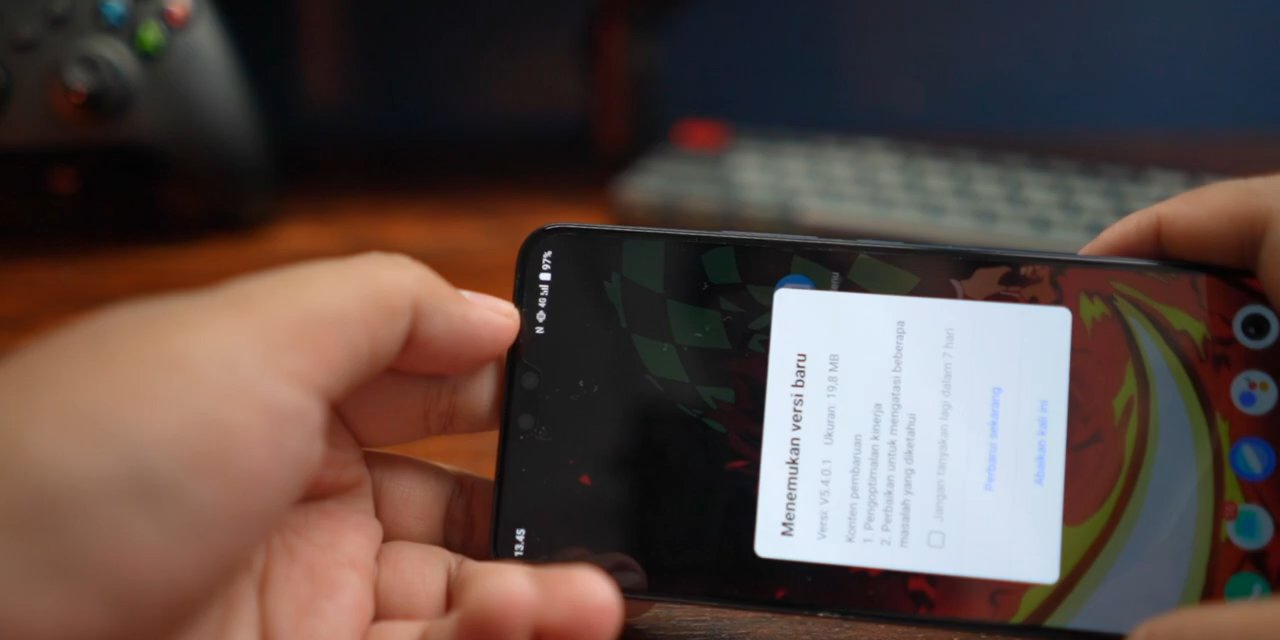 13.45
N 4G 97%
Menemukan versi baru
Versi: V5.4.0.1 Ukuran: 19,8 MB
Konten pembaruan
1. Pengoptimalan kinerja
2. Perbaikan untuk mengatasi beberapa
masalah yang diketahui
Jangan tanyakan lagi dalam 7 hari
Perbarui sekarang
Abaikan kali ini